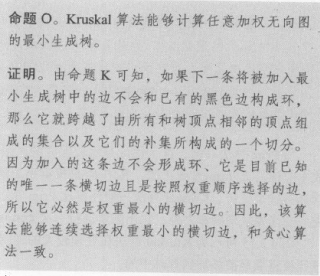 命题 O。Kruskal 算法能够计算任意加权无向图
的最小生成树。
证明。由命题 K 可知，如果下一条将被加入最
小生成树中的边不会和已有的黑色边构成环，
那么它就跨越了由所有和树顶点相邻的顶点组
成的集合以及它们的补集所构成的一个切分。
因为加入的这条边不会形成环、它是目前已知
的唯一一条横切边且是按照权重顺序选择的边，
所以它必然是权重最小的横切边。因此，该算
法能够连续选择权重最小的横切边，和贪心算
法一致。